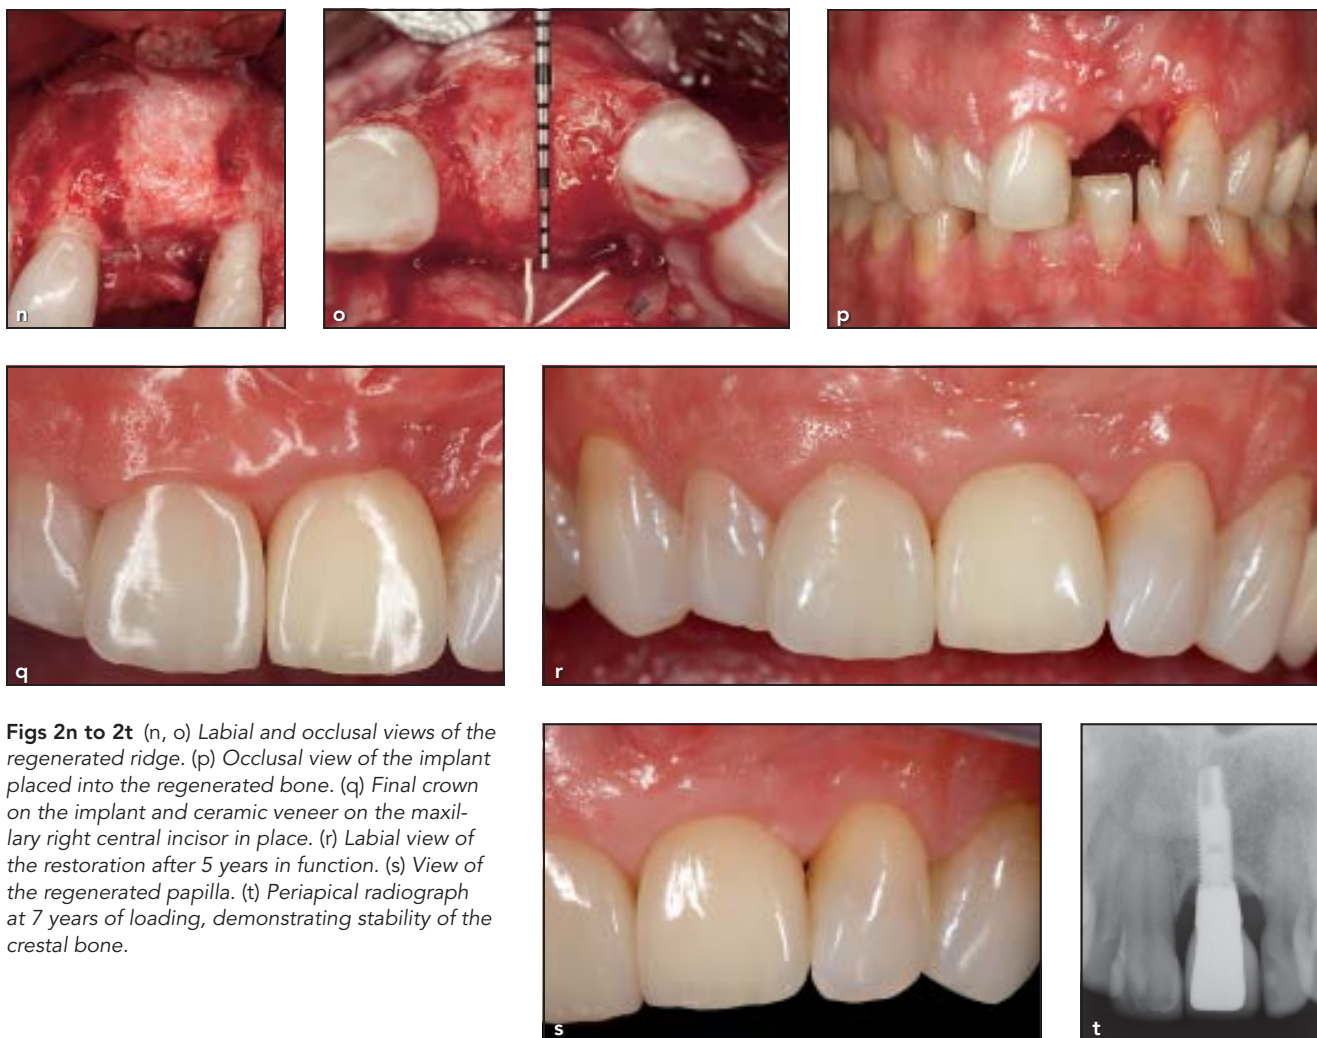 n
o
p
q
r
Figs 2n to 2t (n, o) Labial and occlusal views of the
regenerated ridge. (p) Occlusal view of the implant
placed into the regenerated bone. (q) Final crown
on the implant and ceramic veneer on the maxil-
lary right central incisor in place. (r) Labial view of
the restoration after 5 years in function. (s) View of
the regenerated papilla. (t) Periapical radiograph
at 7 years of loading, demonstrating stability of the
crestal bone.
s
t